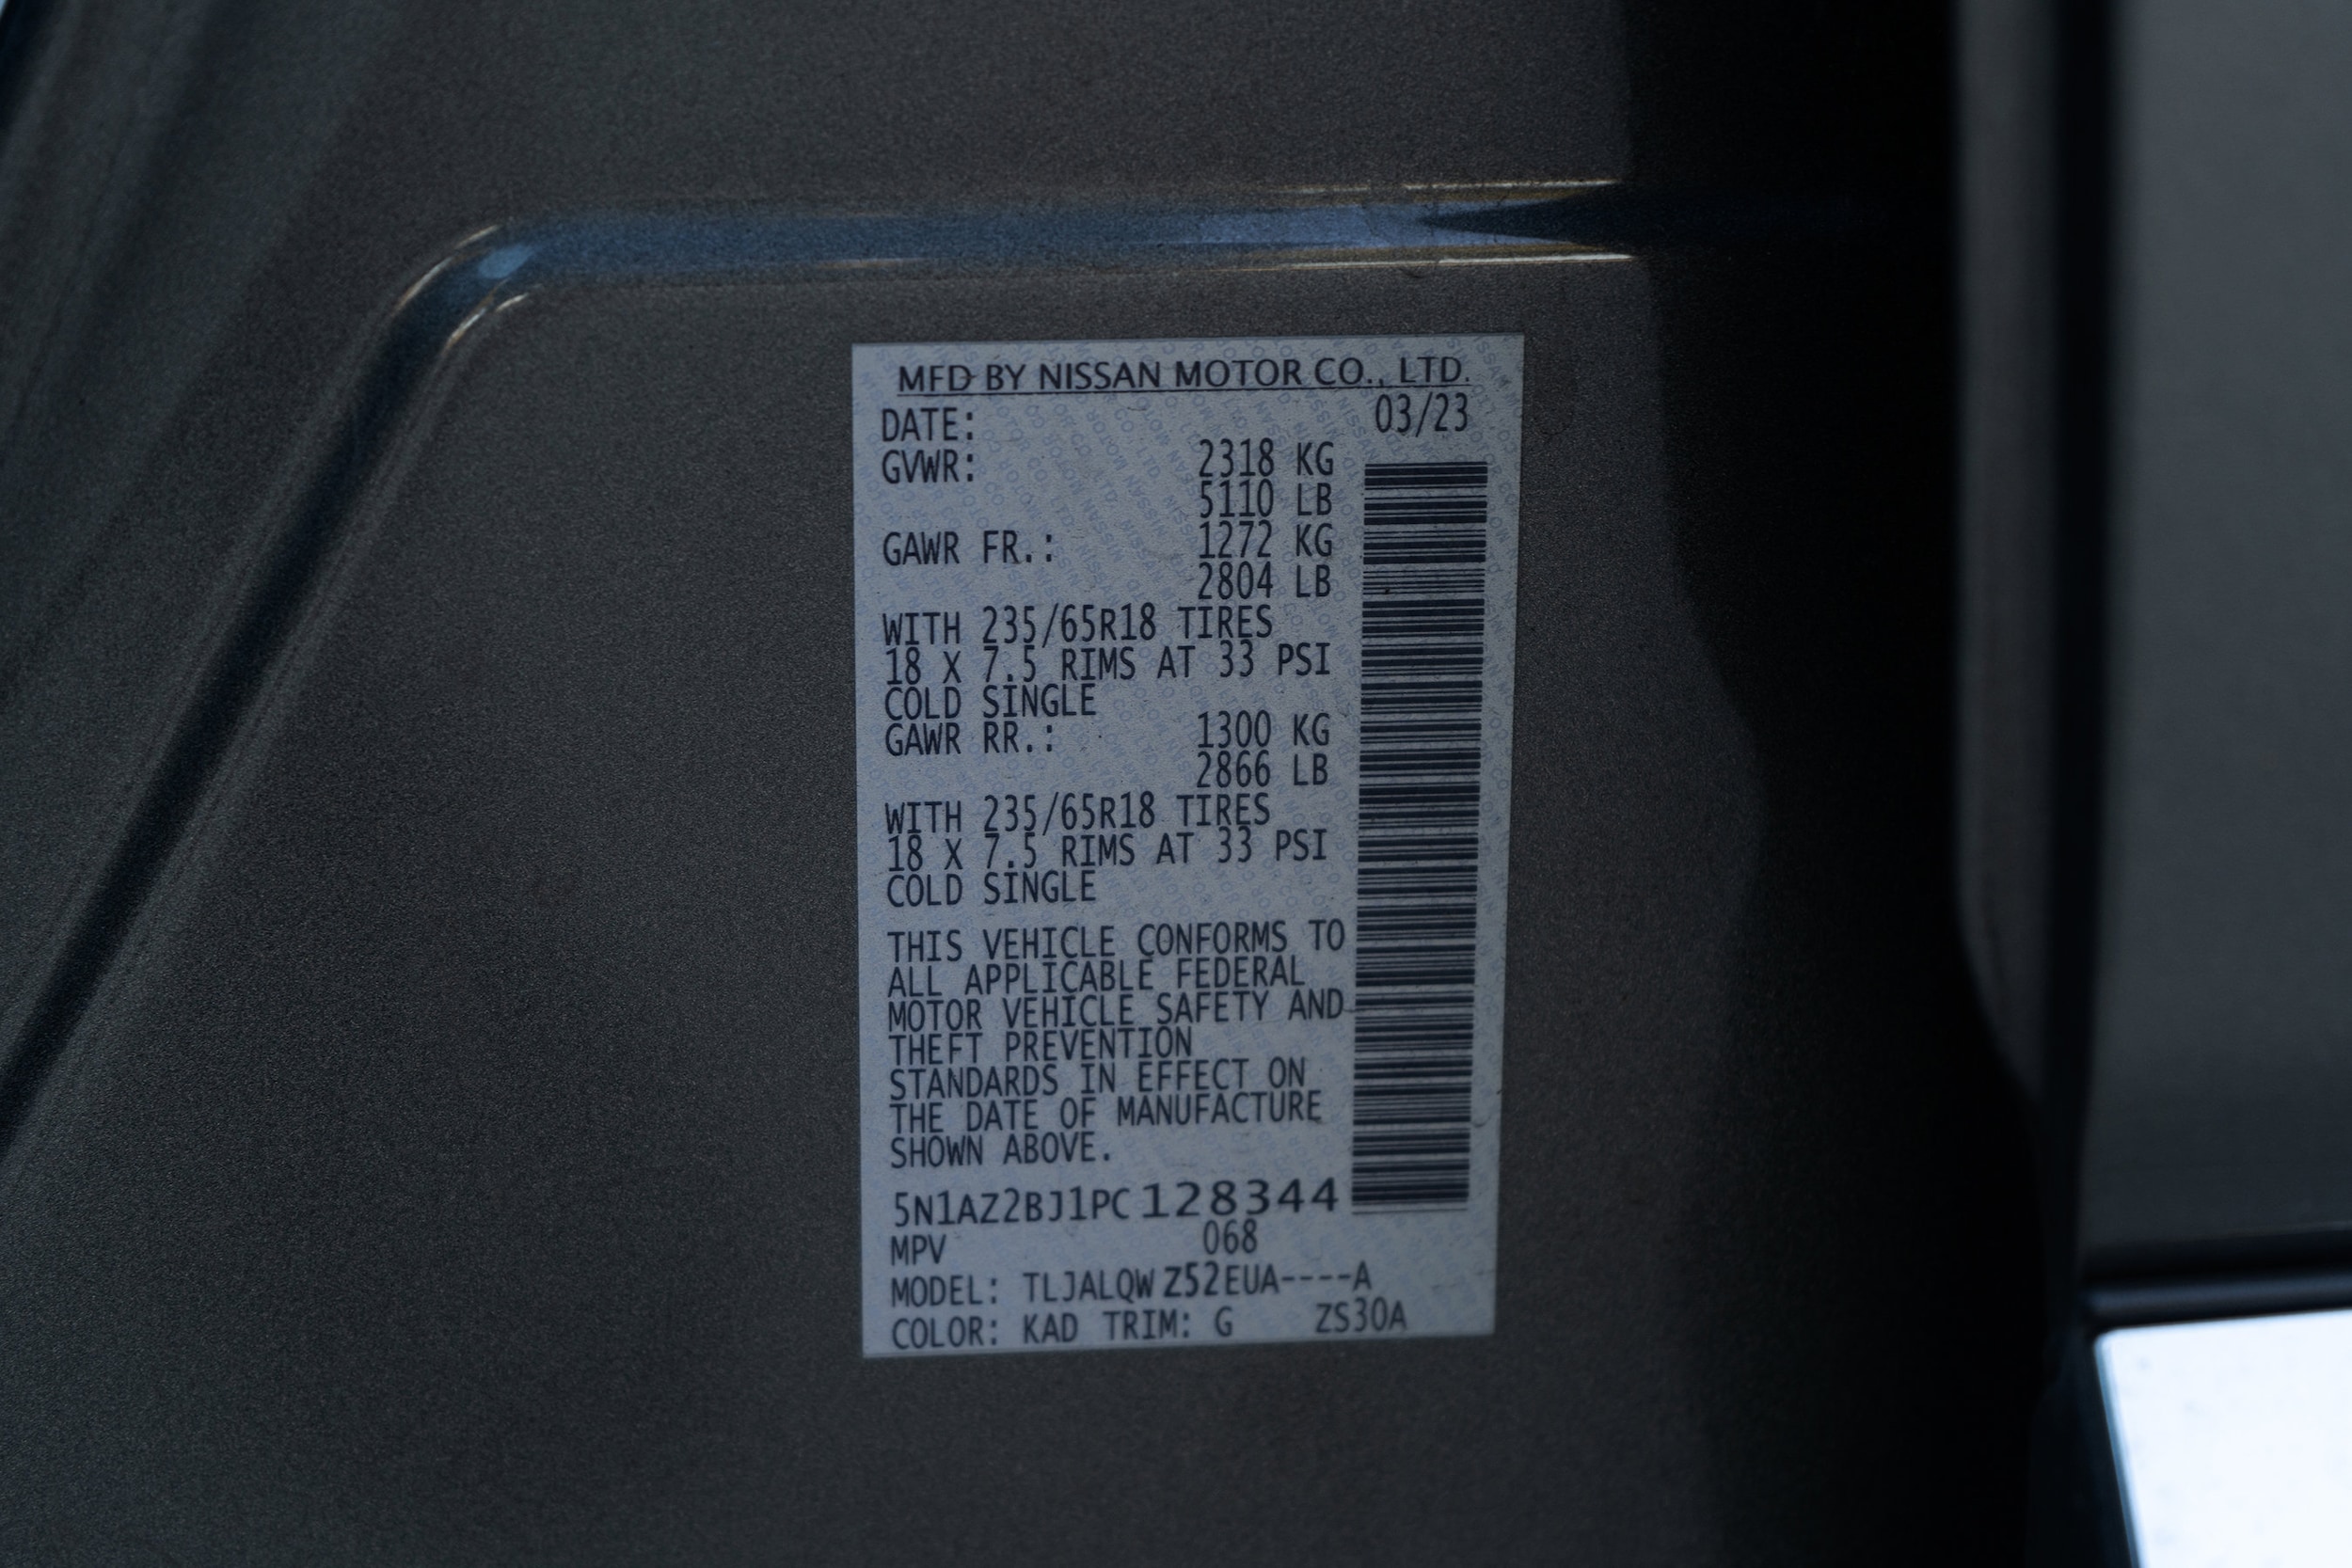 MFD BY NISSAN MOTOR CO., LTD.
DATE: 03/23
GVWR: 2318 KG
5110 LB
GAWR FR.: 1272 KG
2804 LB
WITH 235/65R18 TIRES
18 X 7.5 RIMS AT 33 PSI
COLD SINGLE
GAWR RR.: 1300 KG
2866 LB
WITH 235/65R18 TIRES
18 X 7.5 RIMS AT 33 PSI
COLD SINGLE
THIS VEHICLE CONFORMS TO
ALL APPLICABLE FEDERAL
MOTOR VEHICLE SAFETY AND
THEFT PREVENTION
STANDARDS IN EFFECT ON
THE DATE OF MANUFACTURE
SHOWN ABOVE.
5N1AZ2BJ1PC128344
MPV 068
MODEL: TLJALQWZ52EUA----A
COLOR: KAD TRIM: G ZS30A